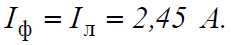 Iф = Iл = 2,45 А.